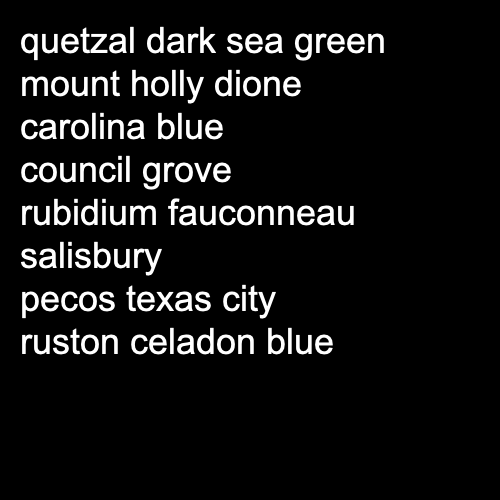 quetzal dark sea green
mount holly dione
carolina blue
council grove
rubidium fauconneau
salisbury
pecos texas city
ruston celadon blue